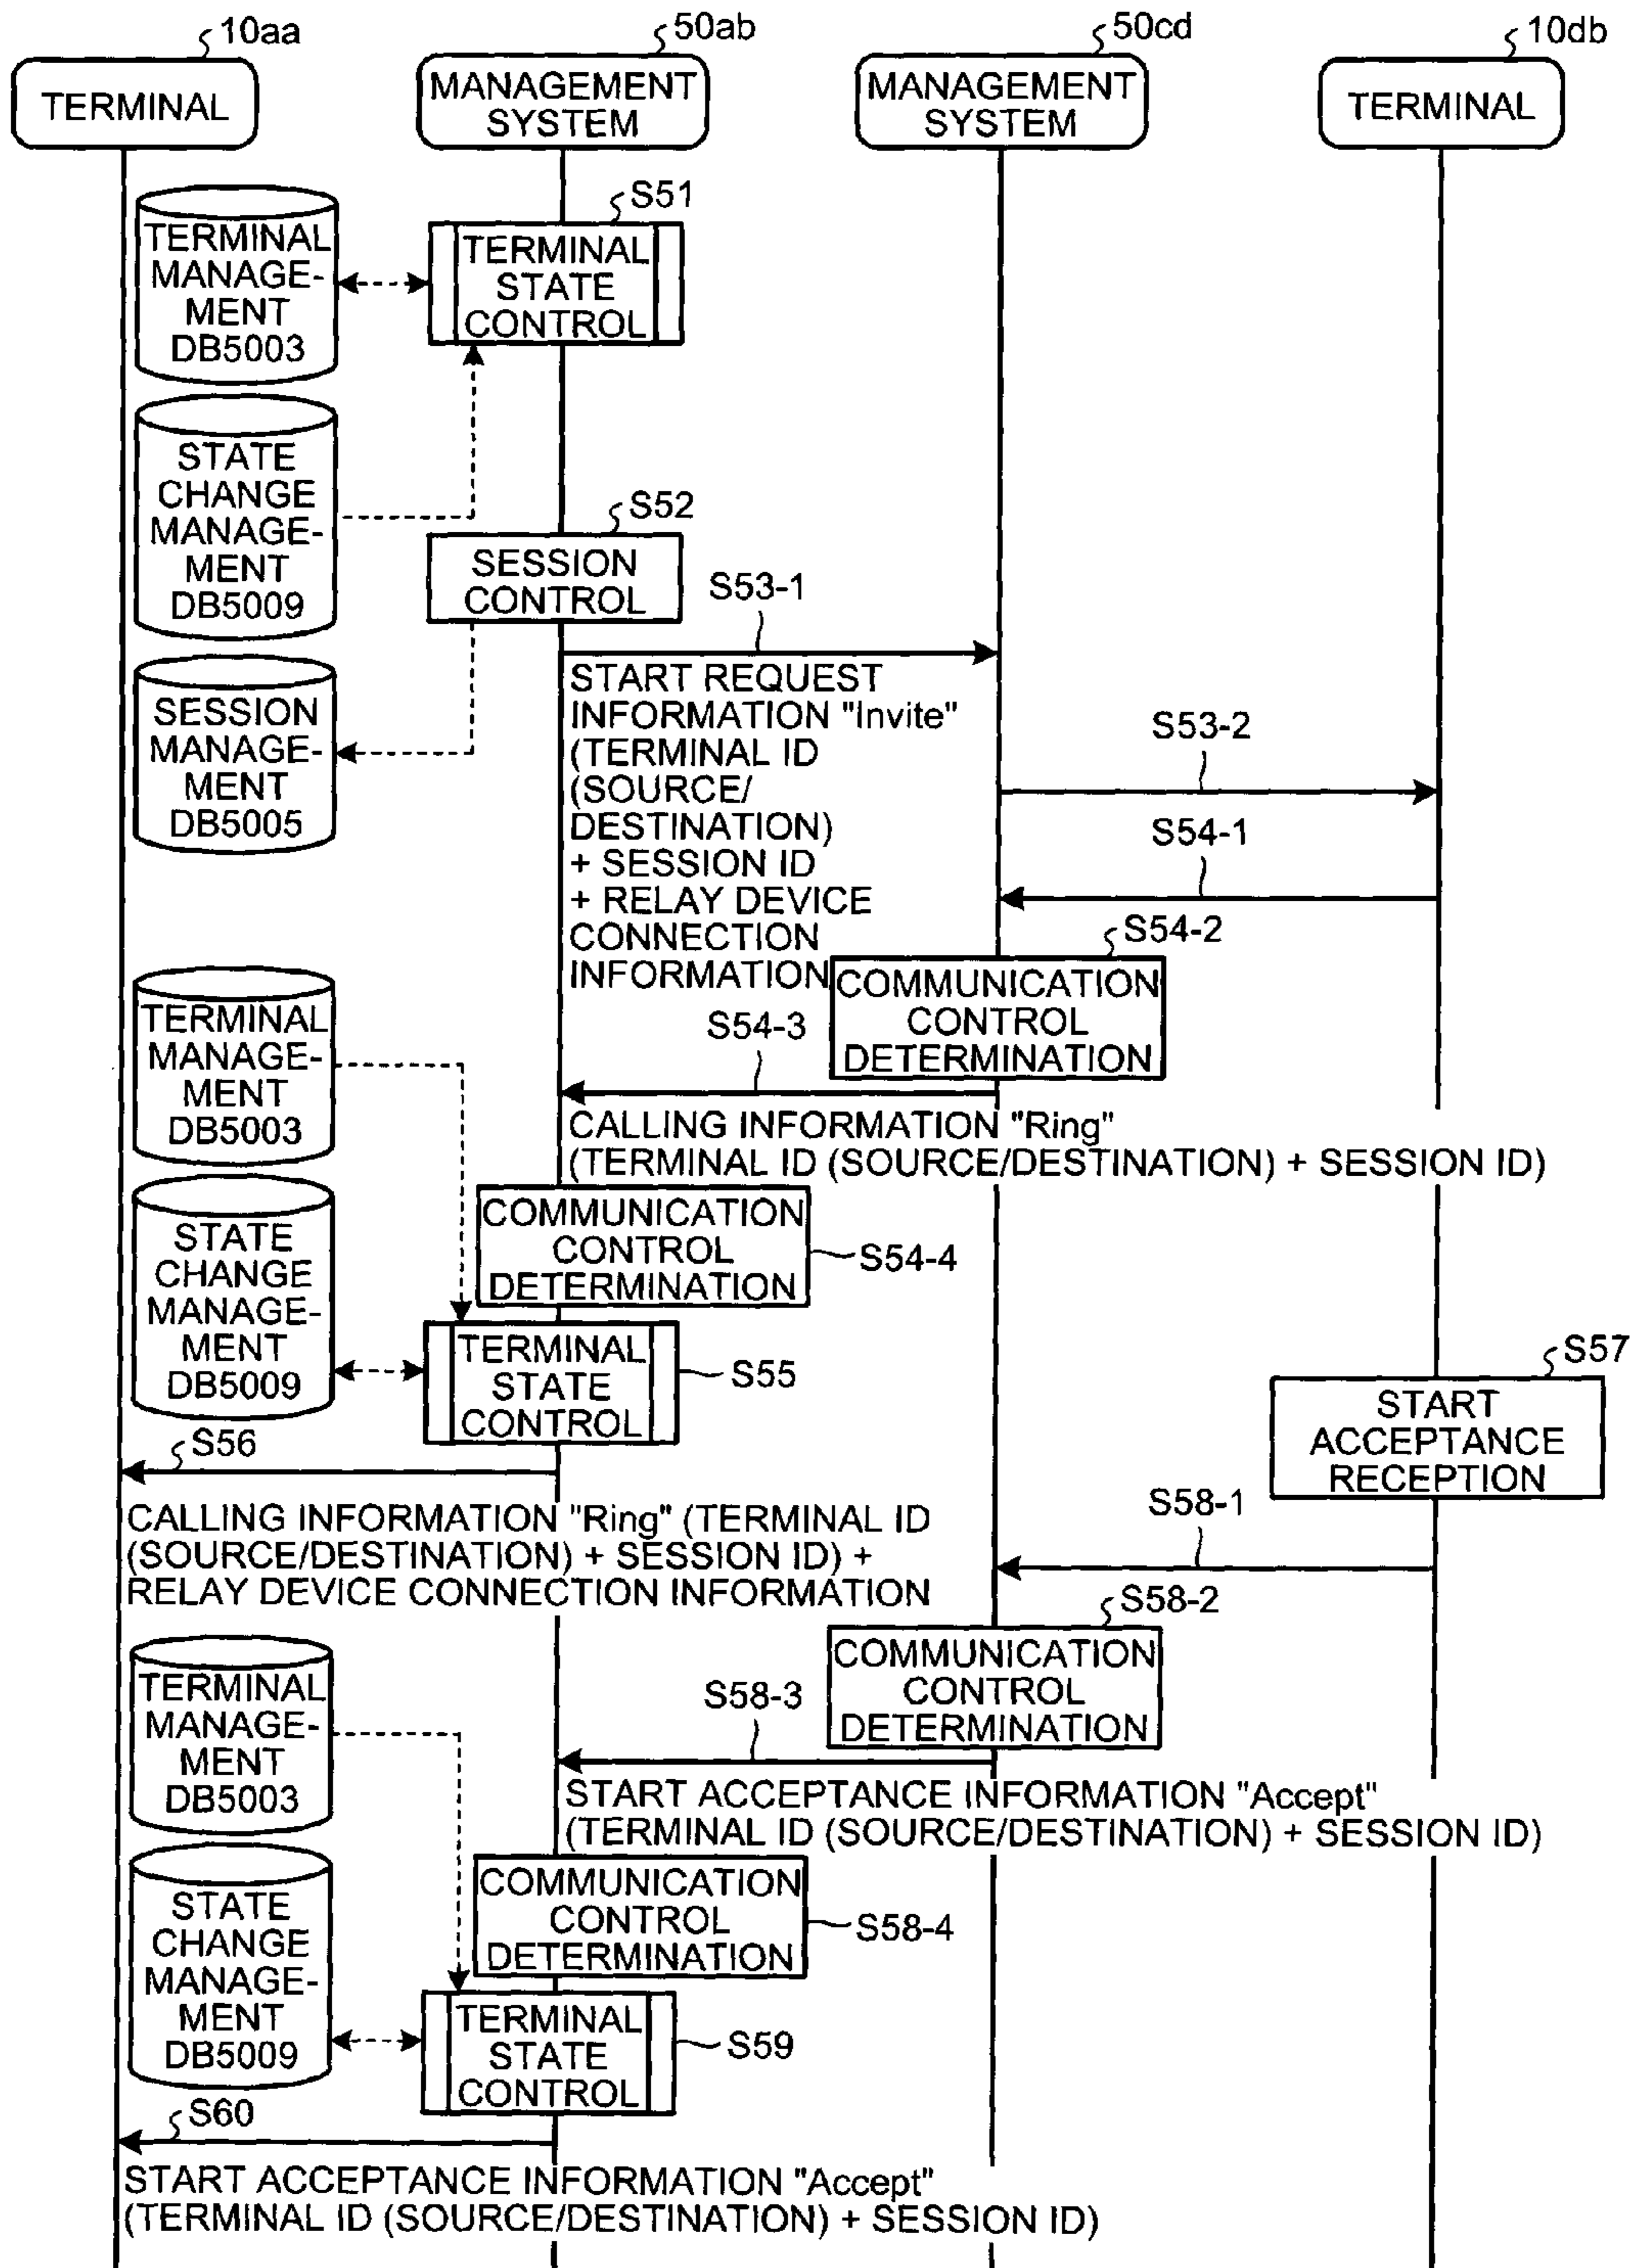 10aa
50ab
50cd
10db
TERMINAL
MANAGEMENT
SYSTEM
MANAGEMENT
SYSTEM
TERMINAL
TERMINAL
MANAGE-
MENT
DB5003
S51
TERMINAL
STATE
CONTROL
STATE
CHANGE
MANAGE-
MENT
DB5009
S52
SESSION
CONTROL
SESSION
MANAGE-
MENT
DB5005
S53-1
START REQUEST
INFORMATION "Invite"
(TERMINAL ID
(SOURCE/
DESTINATION)
+ SESSION ID
+ RELAY DEVICE
CONNECTION
INFORMATION
S53-2
S54-1
S54-2
COMMUNICATION
CONTROL
DETERMINATION
S54-3
CALLING INFORMATION "Ring"
(TERMINAL ID (SOURCE/DESTINATION) + SESSION ID)
TERMINAL
MANAGE-
MENT
DB5003
STATE
CHANGE
MANAGE-
MENT
DB5009
COMMUNICATION
CONTROL
DETERMINATION
S54-4
TERMINAL
STATE
CONTROL
S55
S57
START
ACCEPTANCE
RECEPTION
S56
CALLING INFORMATION "Ring" (TERMINAL ID
(SOURCE/DESTINATION) + SESSION ID) +
RELAY DEVICE CONNECTION INFORMATION
S58-1
S58-2
COMMUNICATION
CONTROL
DETERMINATION
S58-3
START ACCEPTANCE INFORMATION "Accept"
(TERMINAL ID (SOURCE/DESTINATION) + SESSION ID)
TERMINAL
MANAGE-
MENT
DB5003
STATE
CHANGE
MANAGE-
MENT
DB5009
COMMUNICATION
CONTROL
DETERMINATION
S58-4
TERMINAL
STATE
CONTROL
S59
S60
START ACCEPTANCE INFORMATION "Accept"
(TERMINAL ID (SOURCE/DESTINATION) + SESSION ID)